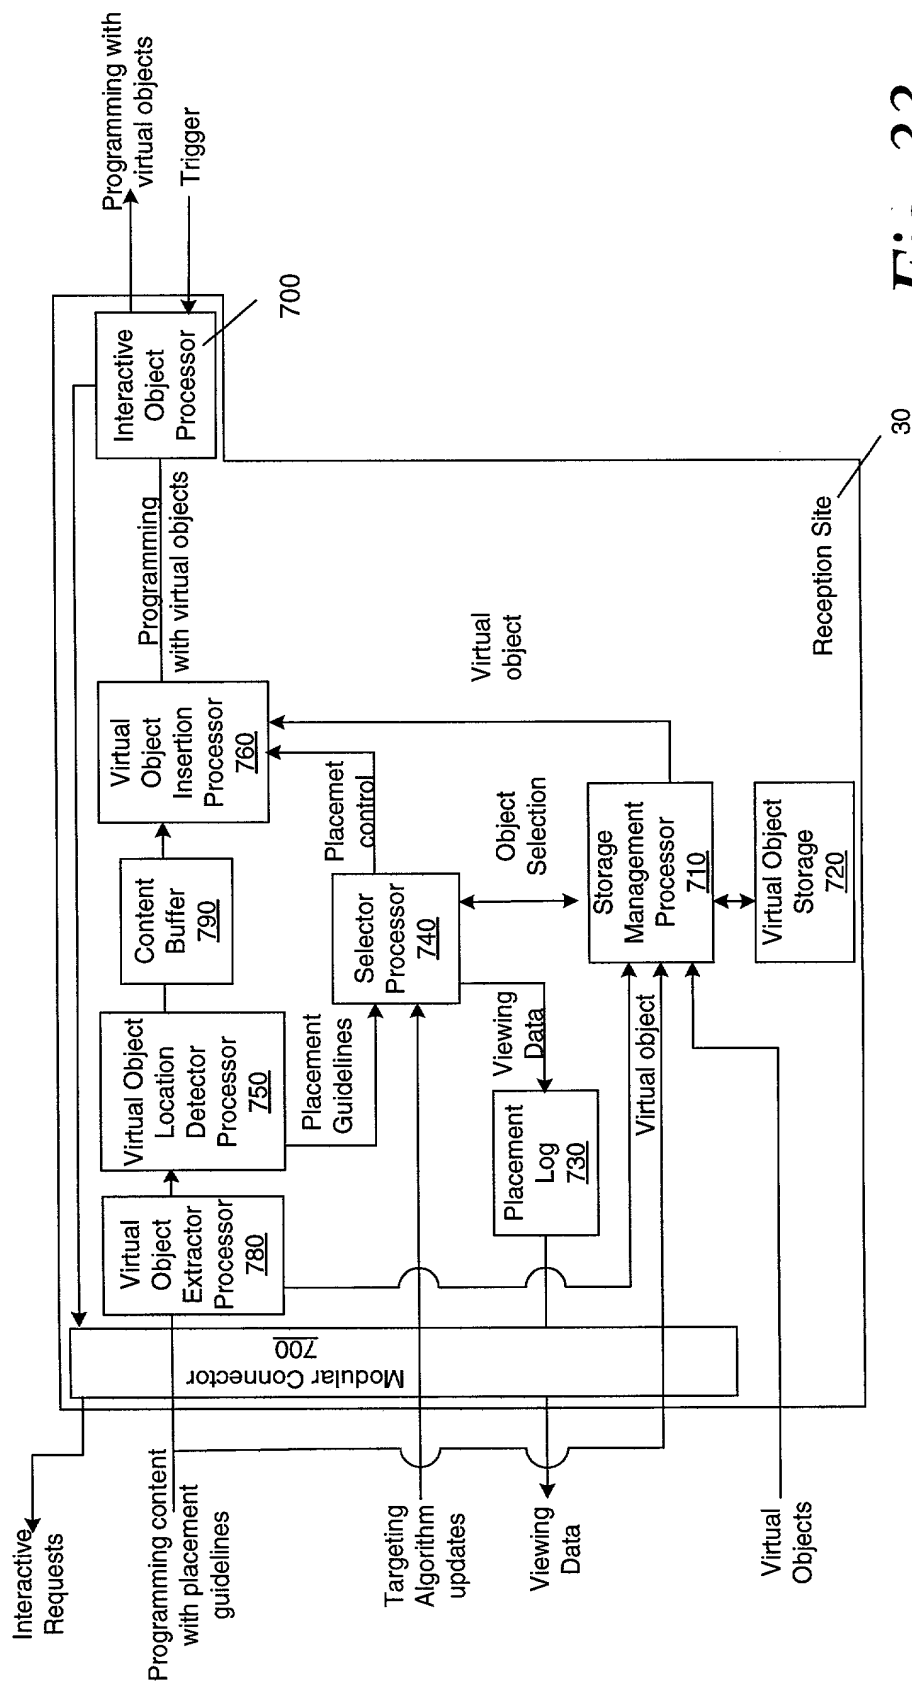 Interactive
Requests
Programming content
with placement
guidelines
Targeting
Algorithm
updates
Viewing
Data
Virtual
Objects
Modular Connector
700
Virtual
Object
Extractor
Processor
780
Virtual Object
Location
Detector
Processor
750
Content
Buffer
790
Virtual
Object
Insertion
Processor
760
Programming
with virtual objects
Interactive
Object
Processor
700
Programming with
virtual objects
Trigger
Placement
Guidelines
Selector
Processor
740
Placemet
control
Placement
Log
730
Viewing
Data
Object
Selection
Virtual object
Storage
Management
Processor
710
Virtual
object
Virtual Object
Storage
720
Reception Site
30